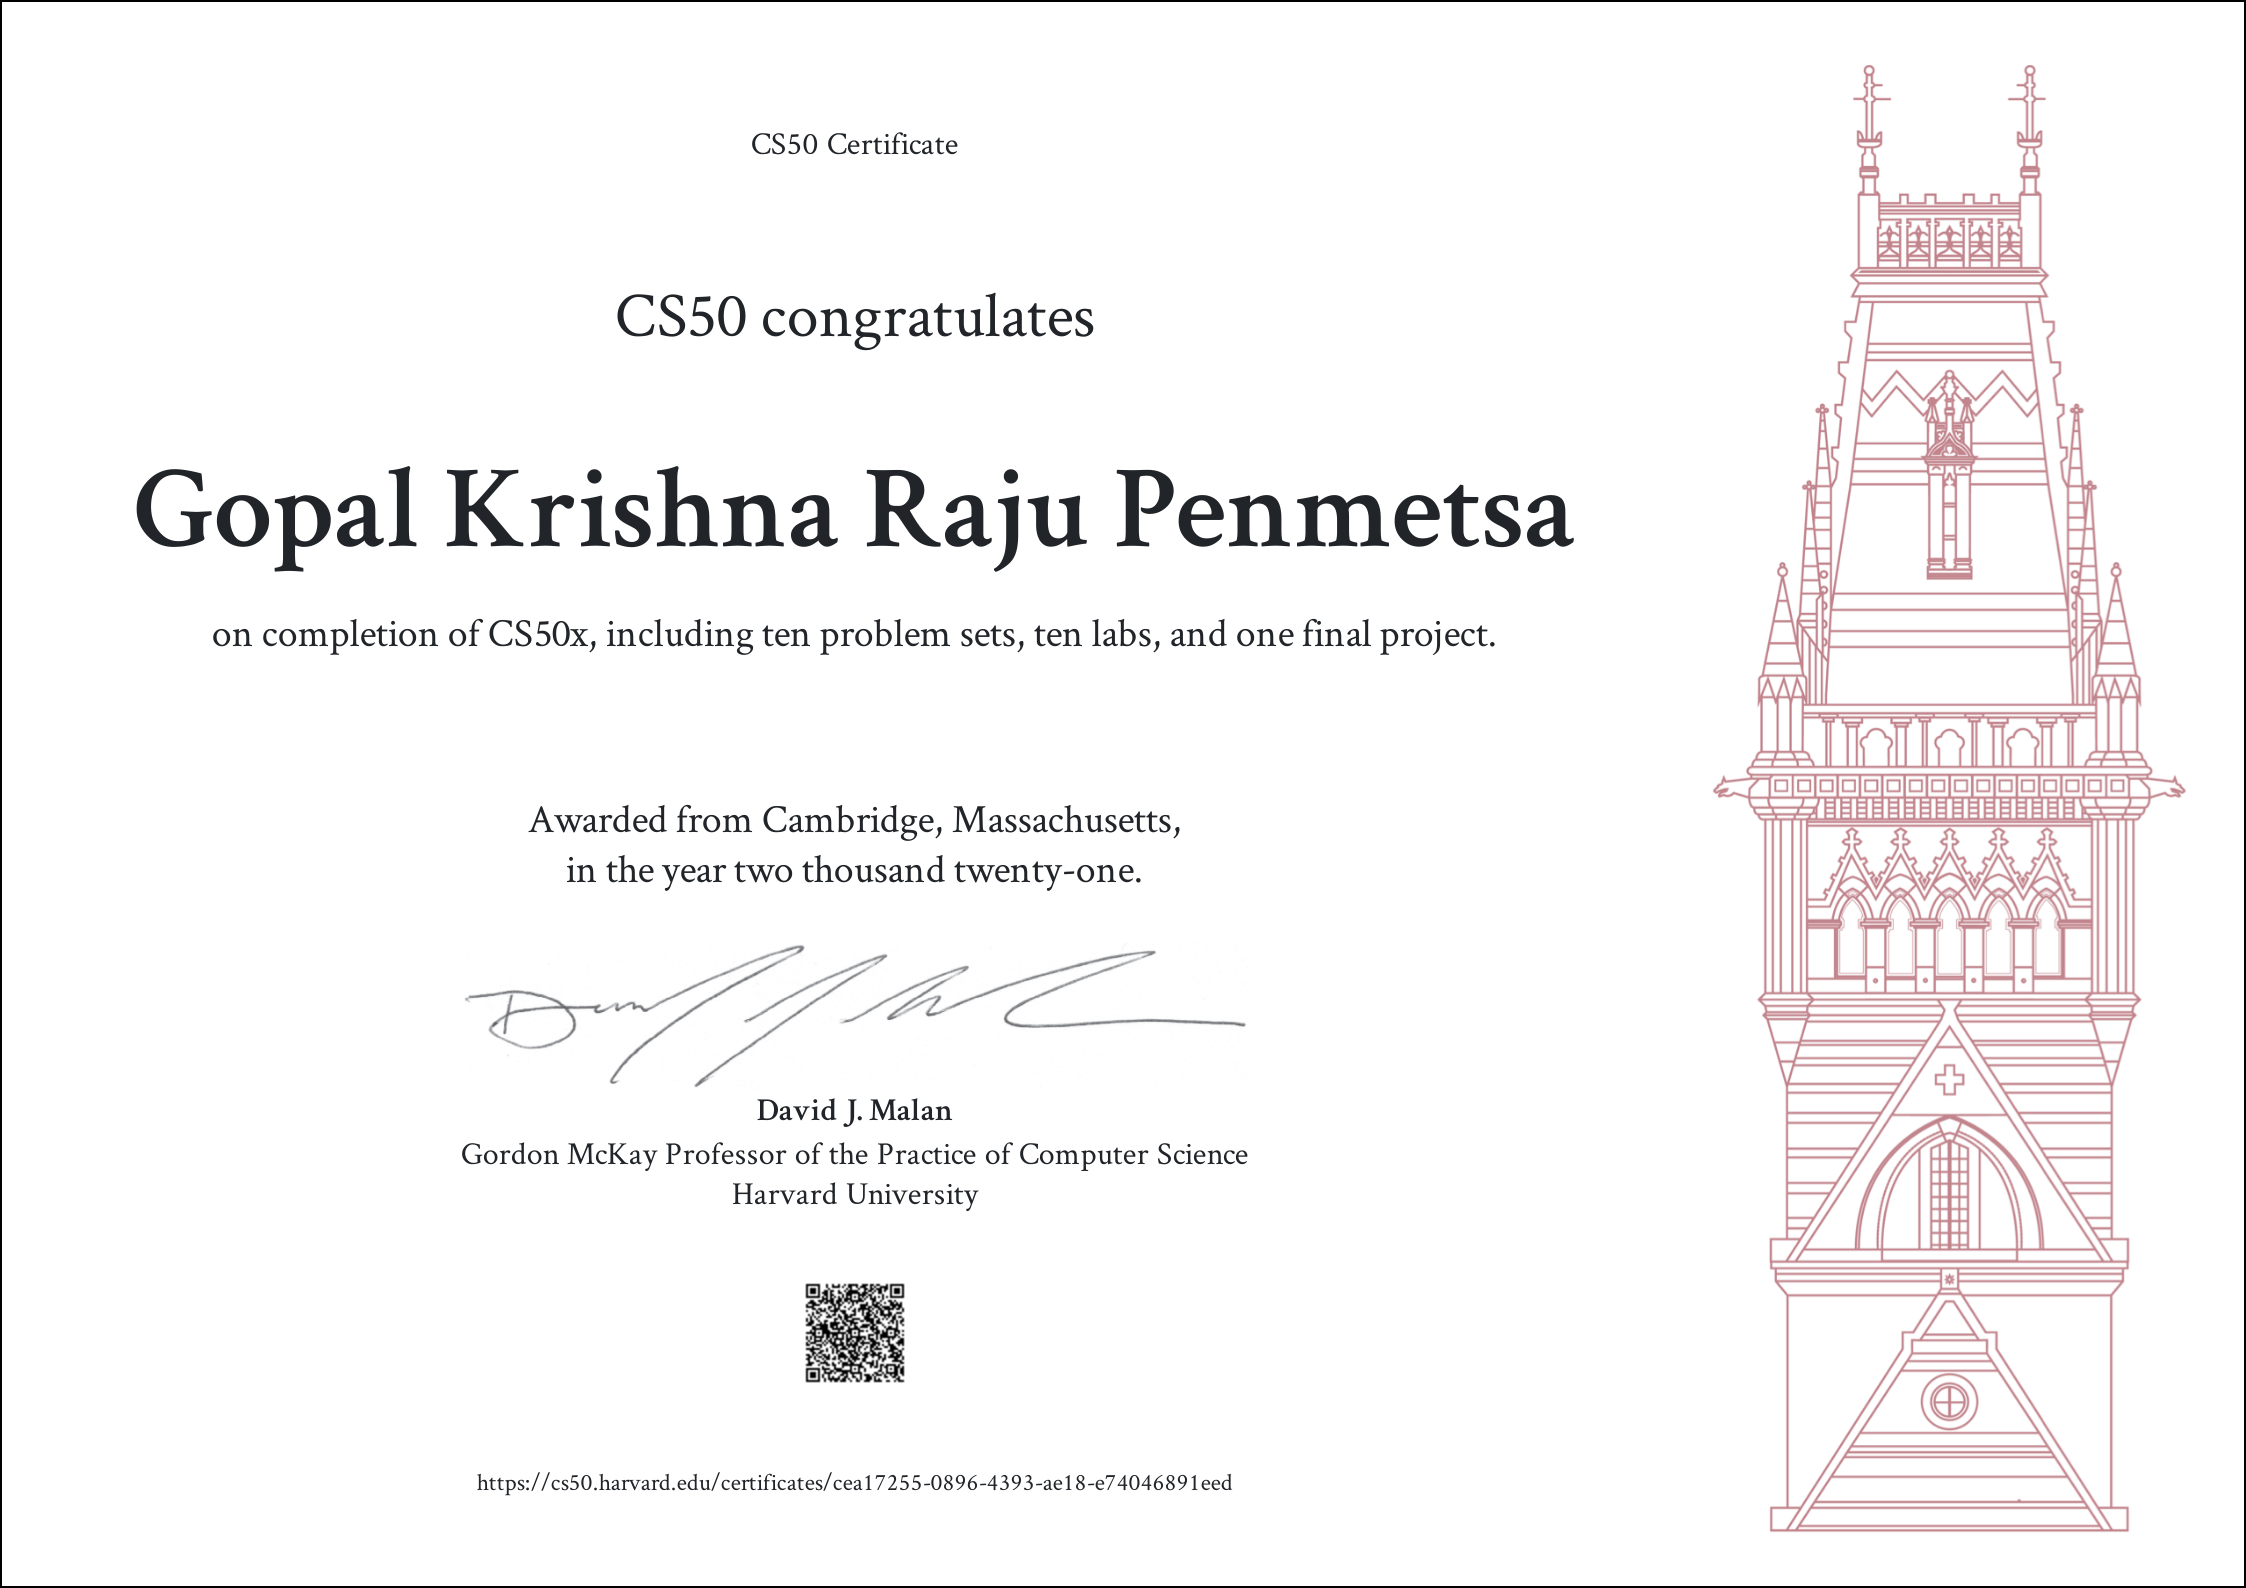 CS50 Certificate
CS50 congratulates
Gopal Krishna Raju Penmetsa
on completion of CS50x, including ten problem sets, ten labs, and one final project.
Awarded from Cambridge, Massachusetts,
in the year two thousand twenty-one.
David J. Malan
Gordon McKay Professor of the Practice of Computer Science
Harvard University
https://cs50.harvard.edu/certificates/cea17255-0896-4393-ae18-e74046891eed